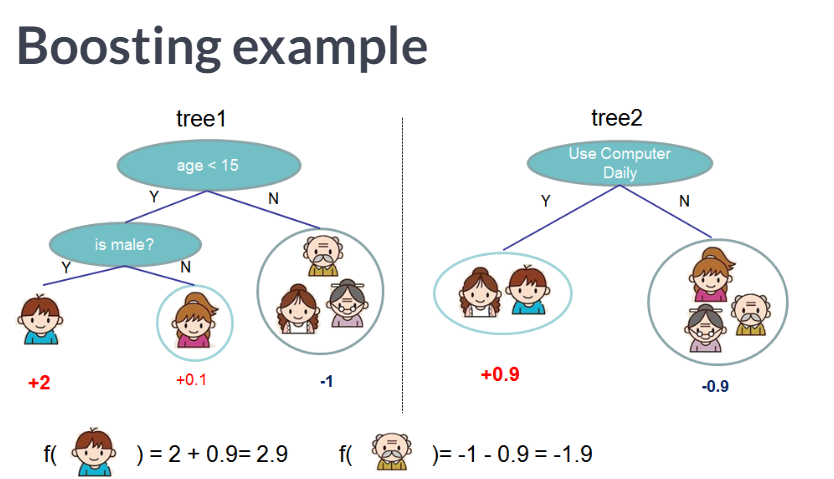 Boosting example
tree1
tree2
age < 15
Use Computer
Daily
Y
N
Y
N
is male?
Y
N
+2
+0.1
-1
+0.9
-0.9
f( ) = 2 + 0.9= 2.9
f( )= -1 - 0.9 = -1.9